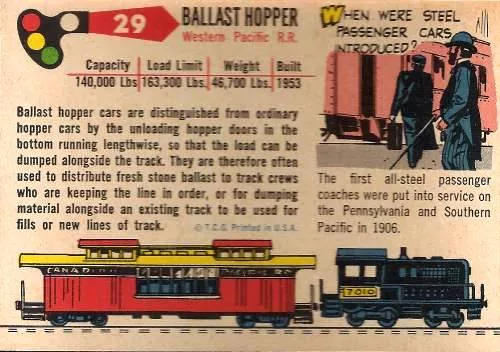 29
BALLAST HOPPER
Western Pacific R.R.
Capacity Load Limit Weight Built
140,000 Lbs. 163,300 Lbs. 46,700 Lbs. 1953
Ballast hopper cars are distinguished from ordinary
hopper cars by the unloading hopper doors in the
bottom running lengthwise, so that the load can be
dumped alongside the track. They are therefore often
used to distribute fresh stone ballast to track crews
who are keeping the line in order, or for dumping
material alongside an existing track to be used for
fills or new lines of track.
© T.C.G. Printed in U.S.A.
WHEN WERE STEEL
PASSENGER CARS
INTRODUCED?
The first all-steel passenger
coaches were put into service on
the Pennsylvania and Southern
Pacific in 1906.
CANADIAN PACIFIC RR
7010